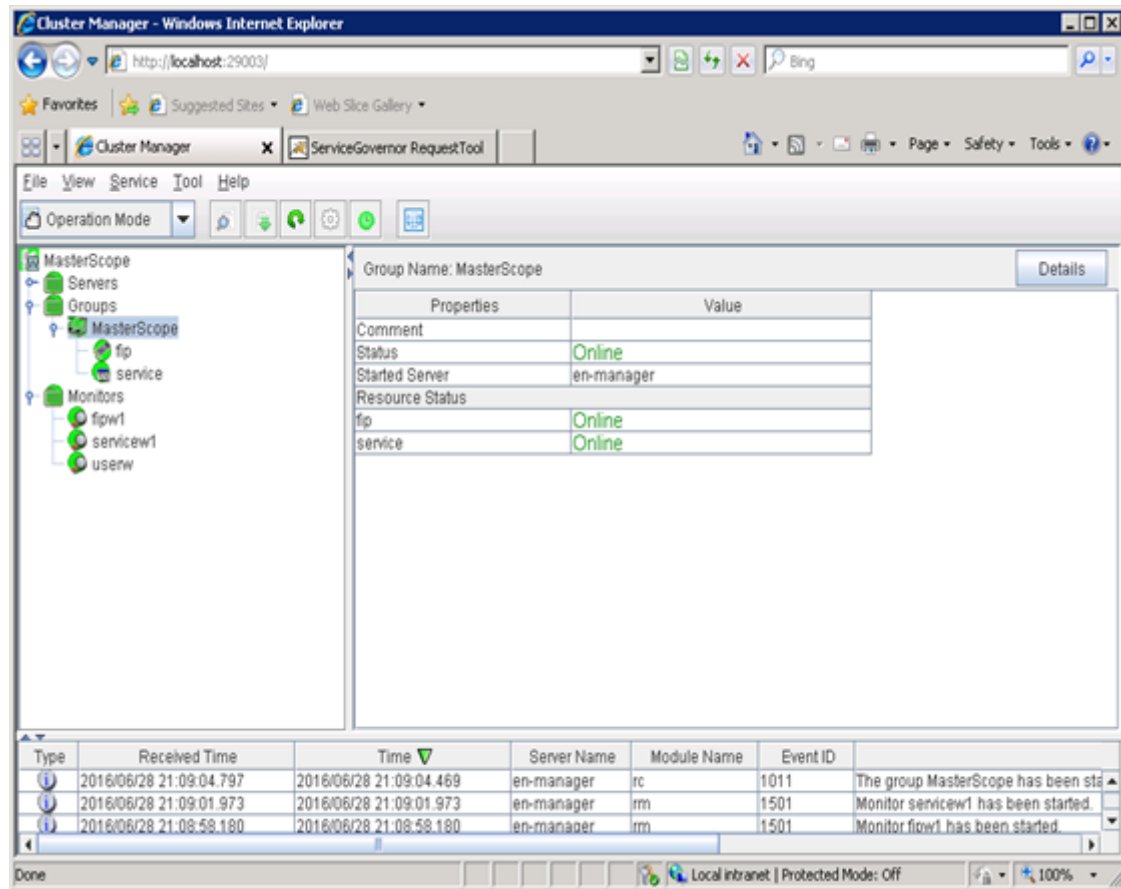 Cluster Manager - Windows Internet Explorer
http://localhost:29003/
Bing
Favorites Suggested Sites Web Slice Gallery
Cluster Manager X ServiceGovernor RequestTool Page Safety Tools
File View Service Tool Help
Operation Mode
MasterScope
Servers
Groups
MasterScope
fip
service
Monitors
fipw1
servicew1
userw
Group Name: MasterScope Details
Properties Value
Comment
Status Online
Started Server en-manager
Resource Status
fip Online
service Online
Type Received Time Time Server Name Module Name Event ID
2016/06/28 21:09:04.797 2016/06/28 21:09:04.469 en-manager rc 1011 The group MasterScope has been sta
2016/06/28 21:09:01.973 2016/06/28 21:09:01.973 en-manager rm 1501 Monitor servicew1 has been started.
2016/06/28 21:08:58.180 2016/06/28 21:08:58.180 en-manager rm 1501 Monitor fipw1 has been started.
Done Local intranet | Protected Mode: Off 100%